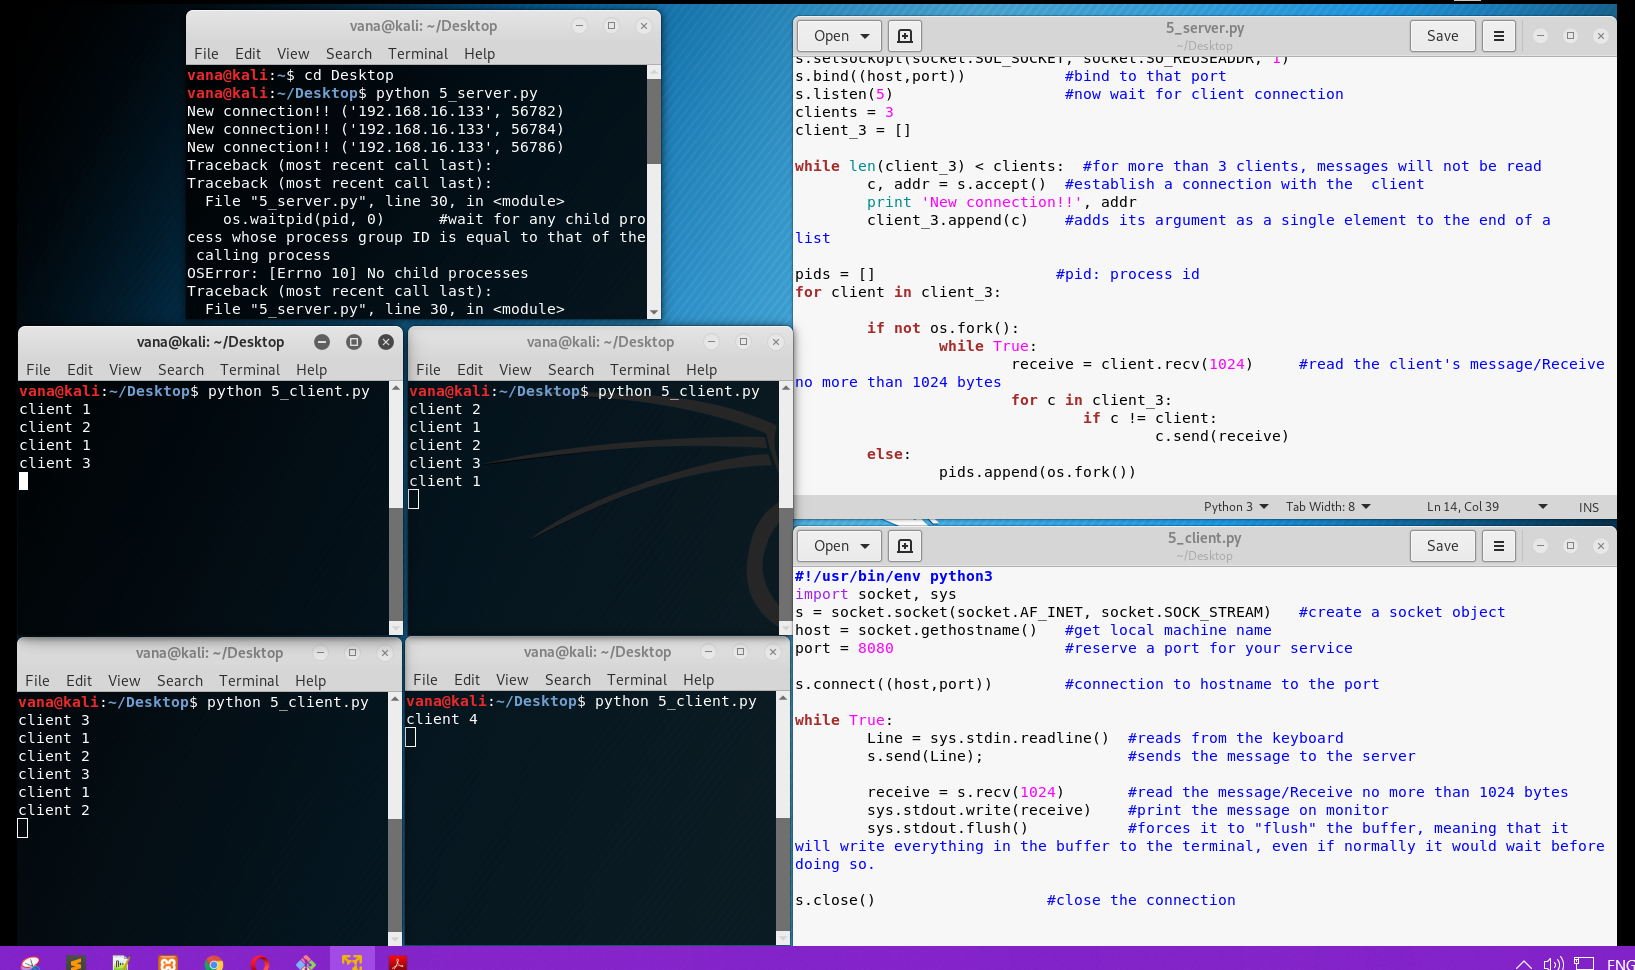 vana@kali: ~/Desktop
File Edit View Search Terminal Help
vana@kali:~$ cd Desktop
vana@kali:~/Desktop$ python 5_server.py
New connection!! ('192.168.16.133', 56782)
New connection!! ('192.168.16.133', 56784)
New connection!! ('192.168.16.133', 56786)
Traceback (most recent call last):
Traceback (most recent call last):
  File "5_server.py", line 30, in <module>
    os.waitpid(pid, 0)      #wait for any child pro
cess whose process group ID is equal to that of the
 calling process
OSError: [Errno 10] No child processes
Traceback (most recent call last):
  File "5_server.py", line 30, in <module>
vana@kali: ~/Desktop
File Edit View Search Terminal Help
vana@kali:~/Desktop$ python 5_client.py
client 1
client 2
client 1
client 3
vana@kali: ~/Desktop
File Edit View Search Terminal Help
vana@kali:~/Desktop$ python 5_client.py
client 2
client 1
client 2
client 3
client 1
vana@kali: ~/Desktop
File Edit View Search Terminal Help
vana@kali:~/Desktop$ python 5_client.py
client 3
client 1
client 2
client 3
client 1
client 2
vana@kali: ~/Desktop
File Edit View Search Terminal Help
vana@kali:~/Desktop$ python 5_client.py
client 4
Open 5_server.py Save
~/Desktop
s.setsockopt(socket.SOL_SOCKET, socket.SO_REUSEADDR, 1)
s.bind((host,port))           #bind to that port
s.listen(5)                   #now wait for client connection
clients = 3
client_3 = []
while len(client_3) < clients:  #for more than 3 clients, messages will not be read
        c, addr = s.accept()  #establish a connection with the  client
        print 'New connection!!', addr
        client_3.append(c)    #adds its argument as a single element to the end of a
list
pids = []                    #pid: process id
for client in client_3:
        if not os.fork():
                while True:
                        receive = client.recv(1024)     #read the client's message/Receive
no more than 1024 bytes
                        for c in client_3:
                                if c != client:
                                        c.send(receive)
        else:
                pids.append(os.fork())
Python 3 Tab Width: 8 Ln 14, Col 39 INS
Open 5_client.py Save
~/Desktop
#!/usr/bin/env python3
import socket, sys
s = socket.socket(socket.AF_INET, socket.SOCK_STREAM)   #create a socket object
host = socket.gethostname()   #get local machine name
port = 8080                   #reserve a port for your service
s.connect((host,port))        #connection to hostname to the port
while True:
        Line = sys.stdin.readline()  #reads from the keyboard
        s.send(Line);                #sends the message to the server
        receive = s.recv(1024)       #read the message/Receive no more than 1024 bytes
        sys.stdout.write(receive)    #print the message on monitor
        sys.stdout.flush()           #forces it to "flush" the buffer, meaning that it
will write everything in the buffer to the terminal, even if normally it would wait before
doing so.
s.close()                   #close the connection
ENG